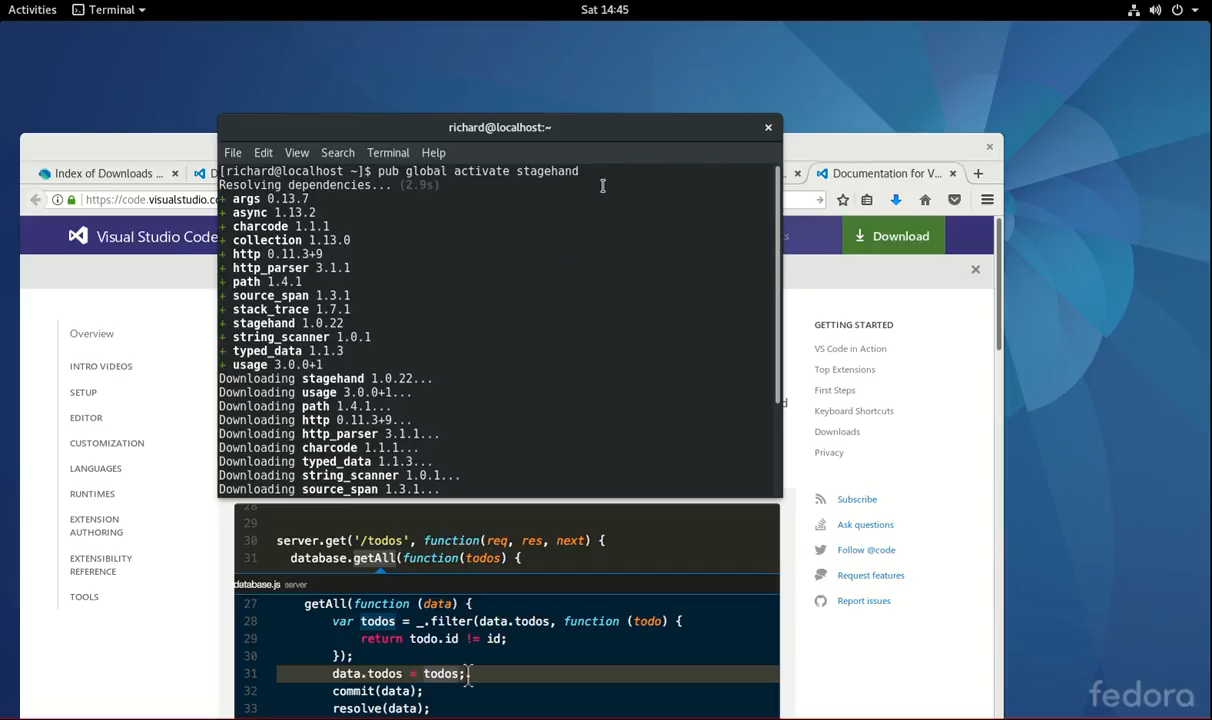 Activities Terminal Sat 14:45
richard@localhost:~ ×
File Edit View Search Terminal Help
[richard@localhost ~]$ pub global activate stagehand
Resolving dependencies... (2.9s)
+ args 0.13.7
+ async 1.13.2
+ charcode 1.1.1
+ collection 1.13.0
+ http 0.11.3+9
+ http_parser 3.1.1
+ path 1.4.1
+ source_span 1.3.1
+ stack_trace 1.7.1
+ stagehand 1.0.22
+ string_scanner 1.0.1
+ typed_data 1.1.3
+ usage 3.0.0+1
Downloading stagehand 1.0.22...
Downloading usage 3.0.0+1...
Downloading path 1.4.1...
Downloading http 0.11.3+9...
Downloading http_parser 3.1.1...
Downloading charcode 1.1.1...
Downloading typed_data 1.1.3...
Downloading string_scanner 1.0.1...
Downloading source_span 1.3.1...
Index of Downloads ... × D
Documentation for V... × +
https://code.visualstudio.c
Visual Studio Code
s
Download
Overview
INTRO VIDEOS
SETUP
EDITOR
CUSTOMIZATION
LANGUAGES
RUNTIMES
EXTENSION
AUTHORING
EXTENSIBILITY
REFERENCE
TOOLS
d
28
29
30 server.get('/todos', function(req, res, next) {
31 database.getAll(function(todos) {
database.js server
27 getAll(function (data) {
28 var todos = _.filter(data.todos, function (todo) {
29 return todo.id != id;
30 });
31 data.todos = todos;
32 commit(data);
33 resolve(data);
GETTING STARTED
VS Code in Action
Top Extensions
First Steps
Keyboard Shortcuts
Downloads
Privacy
Subscribe
Ask questions
Follow @code
Request features
Report issues
fedora